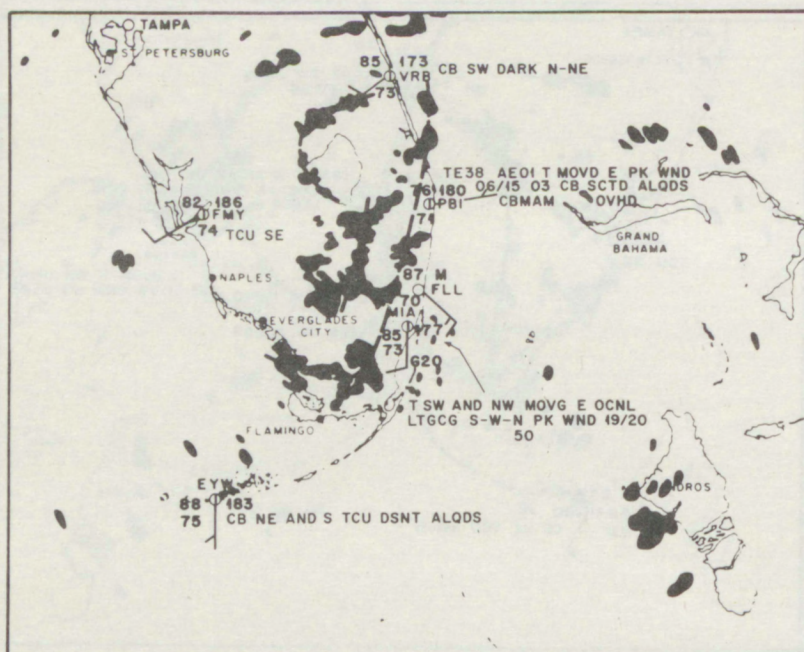 TAMPA
ST. PETERSBURG
85 173
VRB CB SW DARK N-NE
73
TE38 AEO1 T MOVD E PK WND
76 180 06/15 03 CB SCTD ALQDS
PBI CBMAM OVHD
71
82 186
FMY
74 TCU SE
GRAND
BAHAMA
NAPLES
87 M
FLL
70
MIA
EVERGLADES
CITY
85 177
73
G20
T SW AND NW MOVG E OCNL
LTGCG S-W-N PK WND 19/20
50
FLAMINGO
EYW
88 183
75 CB NE AND S TCU DSNT ALQDS